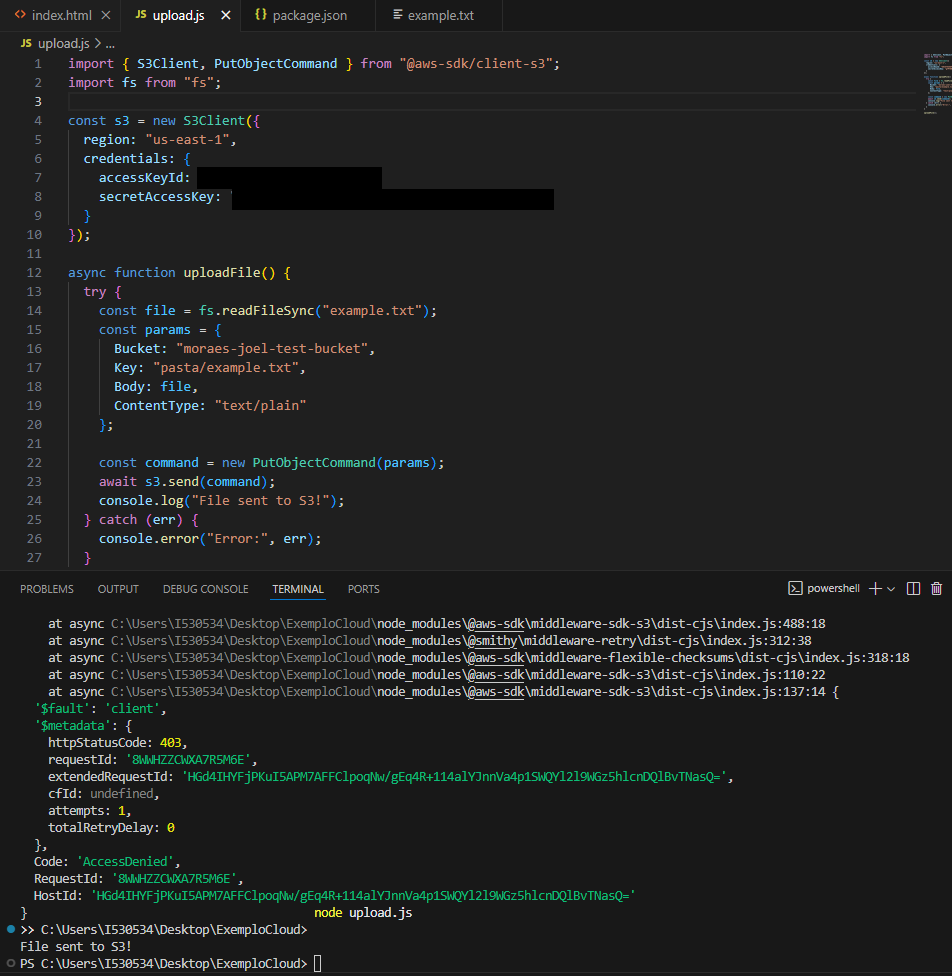 index.html
JS upload.js
{} package.json
example.txt
JS upload.js > ...
1 import { S3Client, PutObjectCommand } from "@aws-sdk/client-s3";
2 import fs from "fs";
3
4 const s3 = new S3Client({
5 region: "us-east-1",
6 credentials: {
7 accessKeyId:
8 secretAccessKey:
9 }
10 });
11
12 async function uploadFile() {
13 try {
14 const file = fs.readFileSync("example.txt");
15 const params = {
16 Bucket: "moraes-joel-test-bucket",
17 Key: "pasta/example.txt",
18 Body: file,
19 ContentType: "text/plain"
20 };
21
22 const command = new PutObjectCommand(params);
23 await s3.send(command);
24 console.log("File sent to S3!");
25 } catch (err) {
26 console.error("Error:", err);
27 }
PROBLEMS OUTPUT DEBUG CONSOLE TERMINAL PORTS powershell
at async C:\Users\I530534\Desktop\ExemploCloud\node_modules\@aws-sdk\middleware-sdk-s3\dist-cjs\index.js:488:18
at async C:\Users\I530534\Desktop\ExemploCloud\node_modules\@smithy\middleware-retry\dist-cjs\index.js:312:38
at async C:\Users\I530534\Desktop\ExemploCloud\node_modules\@aws-sdk\middleware-flexible-checksums\dist-cjs\index.js:318:18
at async C:\Users\I530534\Desktop\ExemploCloud\node_modules\@aws-sdk\middleware-sdk-s3\dist-cjs\index.js:110:22
at async C:\Users\I530534\Desktop\ExemploCloud\node_modules\@aws-sdk\middleware-sdk-s3\dist-cjs\index.js:137:14 {
'$fault': 'client',
'$metadata': {
httpStatusCode: 403,
requestId: '8WWHZZCWXA7R5M6E',
extendedRequestId: 'HGd4IHYFjPKuI5APM7AFFClpoqNw/gEq4R+114alYJnnVa4p1SWQYl2l9WGz5hlcnDQlBvTNasQ=',
cfId: undefined,
attempts: 1,
totalRetryDelay: 0
},
Code: 'AccessDenied',
RequestId: '8WWHZZCWXA7R5M6E',
HostId: 'HGd4IHYFjPKuI5APM7AFFClpoqNw/gEq4R+114alYJnnVa4p1SWQYl2l9WGz5hlcnDQlBvTNasQ='
} node upload.js
>> C:\Users\I530534\Desktop\ExemploCloud>
File sent to S3!
PS C:\Users\I530534\Desktop\ExemploCloud>